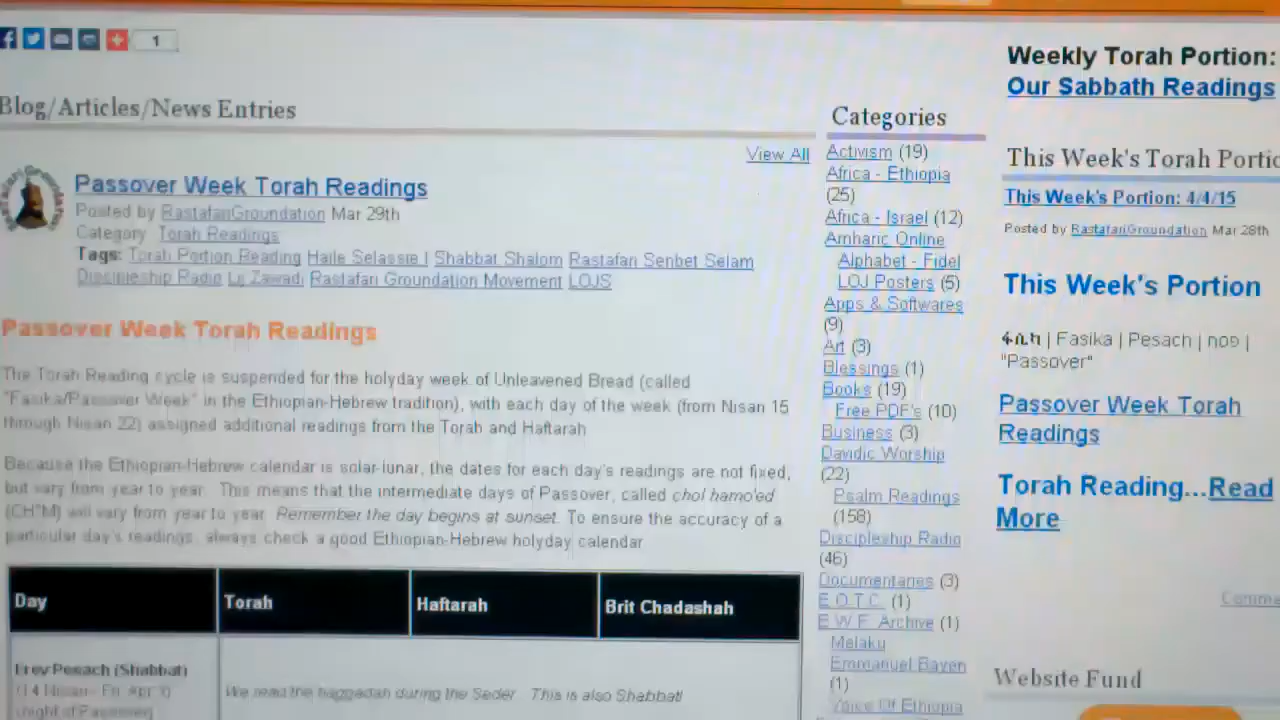 1
Blog/Articles/News Entries
View All
Passover Week Torah Readings
Posted by RastafariGroundation Mar 29th
Category Torah Readings
Tags: Torah Portion Reading Haile Selassie I Shabbat Shalom Rastafari Senbet Selam
Discipleship Radio Lij Zawadi Rastafari Groundation Movement LOJS
Passover Week Torah Readings
The Torah Reading cycle is suspended for the holyday week of Unleavened Bread (called
"Fasika/Passover Week" in the Ethiopian-Hebrew tradition), with each day of the week (from Nisan 15
through Nisan 22) assigned additional readings from the Torah and Haftarah
Because the Ethiopian-Hebrew calendar is solar-lunar, the dates for each day's readings are not fixed,
but vary from year to year. This means that the intermediate days of Passover, called chol hamo'ed
(CH"M) will vary from year to year. Remember the day begins at sunset. To ensure the accuracy of a
particular day's readings, always check a good Ethiopian-Hebrew holyday calendar
Day Torah Haftarah Brit Chadashah
Erev Pesach (Shabbat)
(14 Nisan - Fri, Apr 3)
(night of Passover)
We read the haggadah during the Seder. This is also Shabbat!
Categories
Activism (19)
Africa - Ethiopia
(25)
Africa - Israel (12)
Amharic Online
Alphabet - Fidel
LOJ Posters (5)
Apps & Softwares
(9)
Art (3)
Blessings (1)
Books (19)
Free PDF's (10)
Business (3)
Davidic Worship
(22)
Psalm Readings
(158)
Discipleship Radio
(46)
Documentaries (3)
E.O.T.C. (1)
E.W.F. Archive (1)
Melaku
Emmanuel Bayen
(1)
Voice Of Ethiopia
Weekly Torah Portion:
Our Sabbath Readings
This Week's Torah Portio
This Week's Portion: 4/4/15
Posted by RastafariGroundation Mar 28th
This Week's Portion
ፋሲካ | Fasika | Pesach | פסח |
"Passover"
Passover Week Torah
Readings
Torah Reading...Read
More
Comme
Website Fund